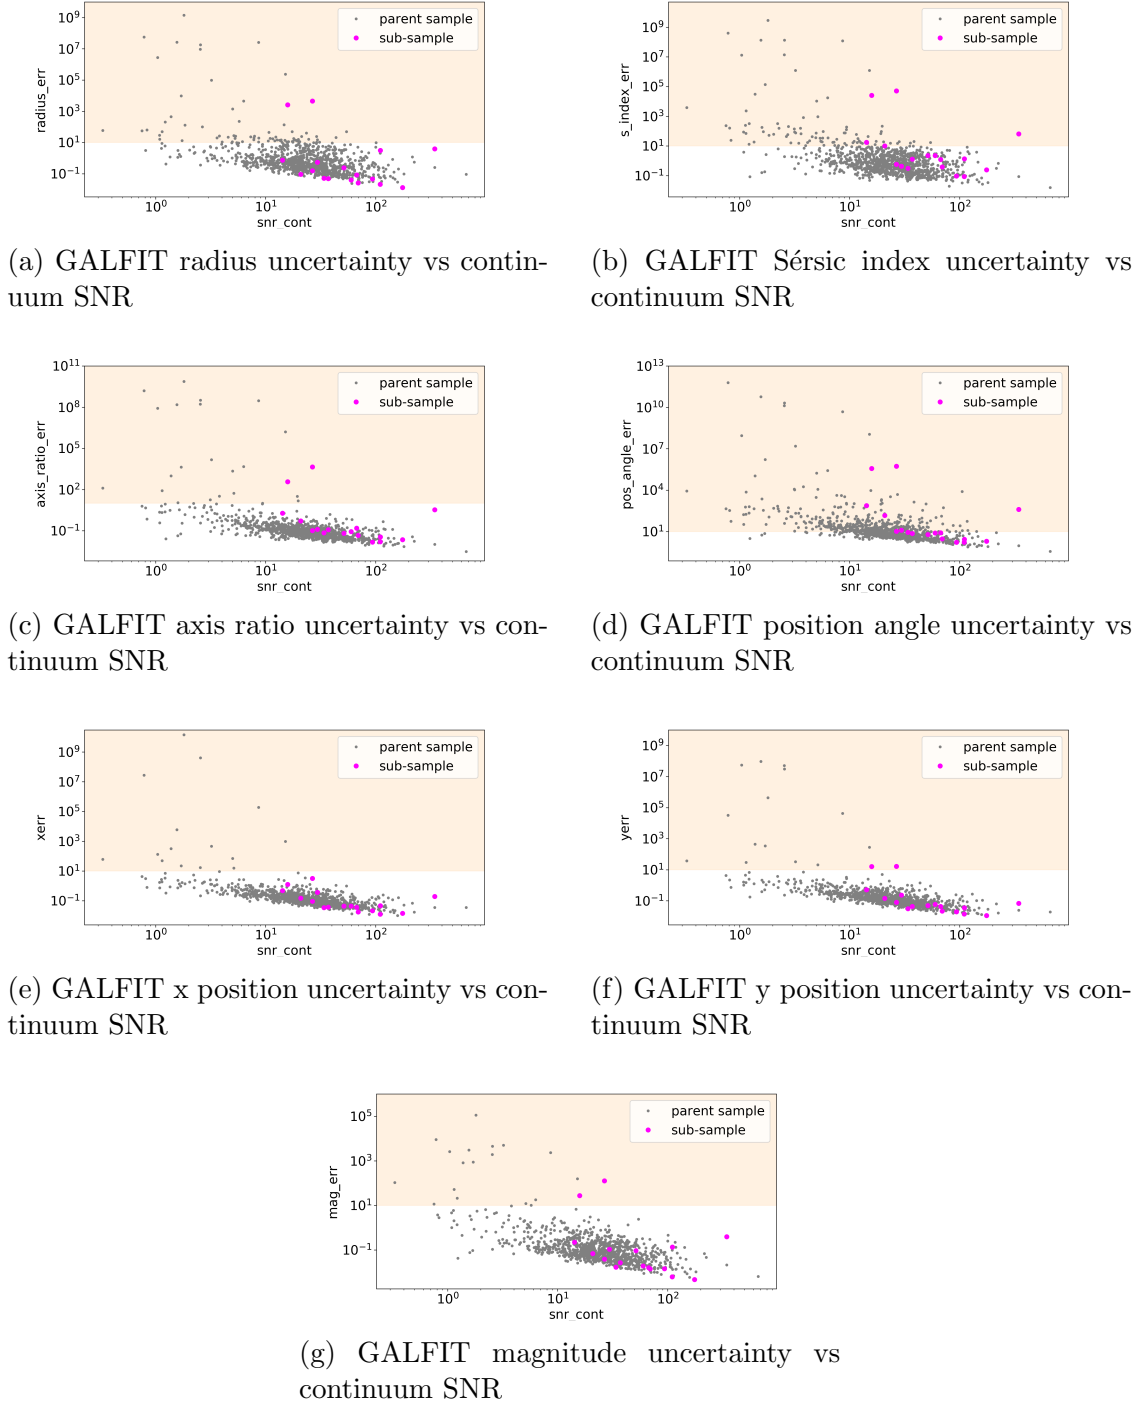 10^9
10^7
10^5
10^3
10^1
10^-1
radius_err
parent sample
sub-sample
10^0
10^1
10^2
snr_cont
(a) GALFIT radius uncertainty vs contin-
uum SNR
10^9
10^7
10^5
10^3
10^1
10^-1
s_index_err
parent sample
sub-sample
10^0
10^1
10^2
snr_cont
(b) GALFIT Sérsic index uncertainty vs
continuum SNR
10^11
10^8
10^5
10^2
10^-1
axis_ratio_err
parent sample
sub-sample
10^0
10^1
10^2
snr_cont
(c) GALFIT axis ratio uncertainty vs con-
tinuum SNR
10^13
10^10
10^7
10^4
10^1
pos_angle_err
parent sample
sub-sample
10^0
10^1
10^2
snr_cont
(d) GALFIT position angle uncertainty vs
continuum SNR
10^9
10^7
10^5
10^3
10^1
10^-1
xerr
parent sample
sub-sample
10^0
10^1
10^2
snr_cont
(e) GALFIT x position uncertainty vs con-
tinuum SNR
10^9
10^7
10^5
10^3
10^1
10^-1
yerr
parent sample
sub-sample
10^0
10^1
10^2
snr_cont
(f) GALFIT y position uncertainty vs con-
tinuum SNR
10^5
10^3
10^1
10^-1
mag_err
parent sample
sub-sample
10^0
10^1
10^2
snr_cont
(g) GALFIT magnitude uncertainty vs
continuum SNR